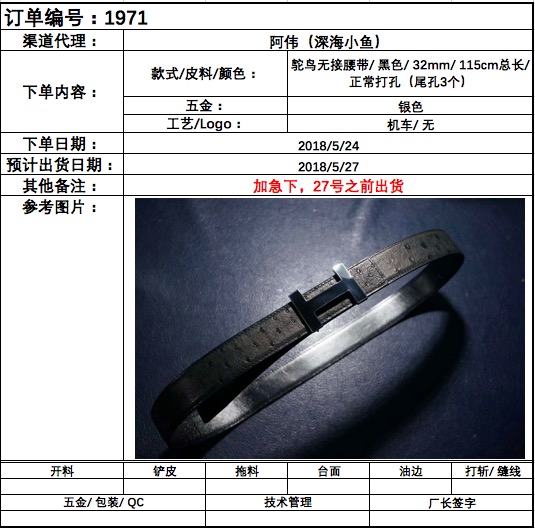 订单编号：1971
渠道代理： 阿伟（深海小鱼）
下单内容：
款式/皮料/颜色： 鸵鸟无接腰带/ 黑色/ 32mm/ 115cm总长/
正常打孔（尾孔3个）
五金： 银色
工艺/Logo： 机车/ 无
下单日期： 2018/5/24
预计出货日期： 2018/5/27
其他备注： 加急下，27号之前出货
参考图片：
开料 铲皮 拖料 台面 油边 打斩/ 缝线
五金/ 包装/ QC 技术管理 厂长签字